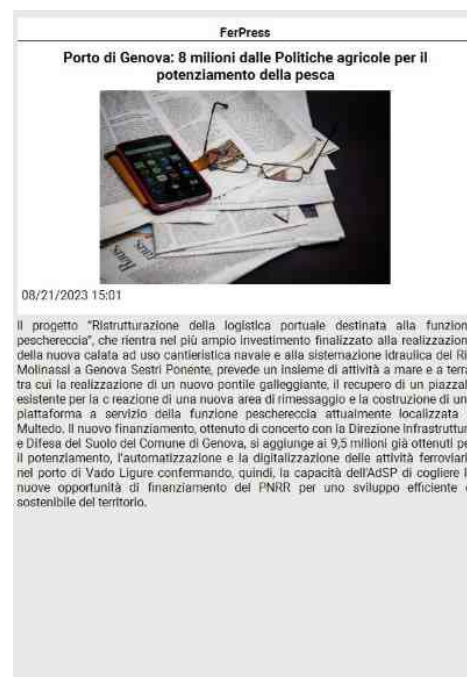 FerPress
Porto di Genova: 8 milioni dalle Politiche agricole per il
potenziamento della pesca
08/21/2023 15:01
Il progetto "Ristrutturazione della logistica portuale destinata alla funzion
peschereccia", che rientra nel più ampio investimento finalizzato alla realizzazion
della nuova calata ad uso cantieristica navale e alla sistemazione idraulica del Ri
Molinassi a Genova Sestri Ponente, prevede un insieme di attività a mare e a terra
tra cui la realizzazione di un nuovo pontile galleggiante, il recupero di un piazzal
esistente per la c reazione di una nuova area di rimessaggio e la costruzione di un
piattaforma a servizio della funzione peschereccia attualmente localizzata
Multedo. Il nuovo finanziamento, ottenuto di concerto con la Direzione Infrastruttur
e Difesa del Suolo del Comune di Genova, si aggiunge ai 9,5 milioni già ottenuti pe
il potenziamento, l'automatizzazione e la digitalizzazione delle attività ferroviari
nel porto di Vado Ligure confermando, quindi, la capacità dell'AdSP di cogliere l
nuove opportunità di finanziamento del PNRR per uno sviluppo efficiente e
sostenibile del territorio.